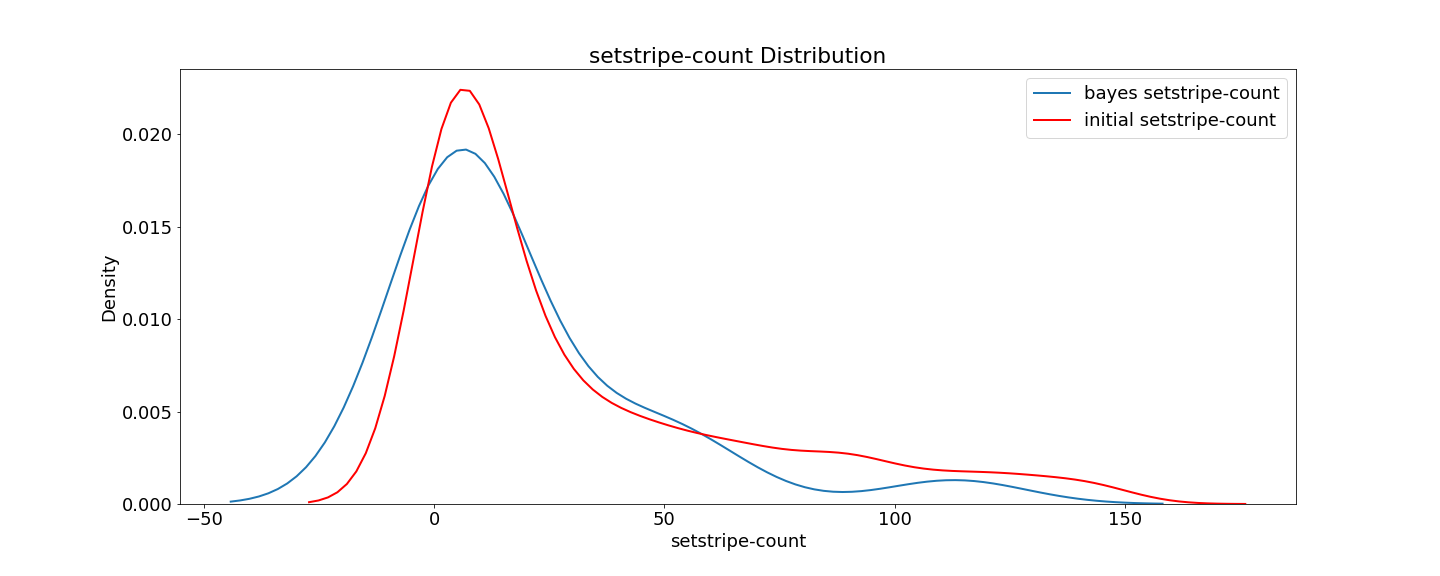 setstripe-count Distribution
bayes setstripe-count
initial setstripe-count
Density
0.020
0.015
0.010
0.005
0.000
−50
0
50
100
150
setstripe-count